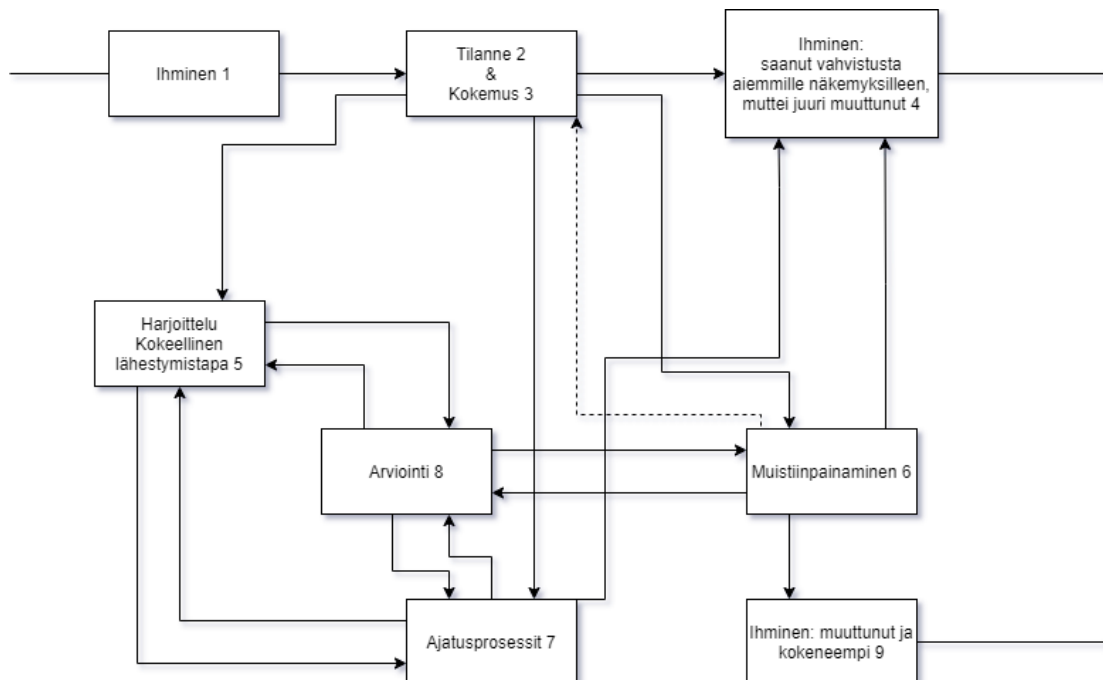 Ihminen 1
Tilanne 2
&
Kokemus 3
Ihminen:
saanut vahvistusta
aiemmille näkemyksilleen,
muttei juuri muuttunut 4
Harjoittelu
Kokeellinen
lähestymistapa 5
Arviointi 8
Muistiinpainaminen 6
Ajatusprosessit 7
Ihminen: muuttunut ja
kokeneempi 9